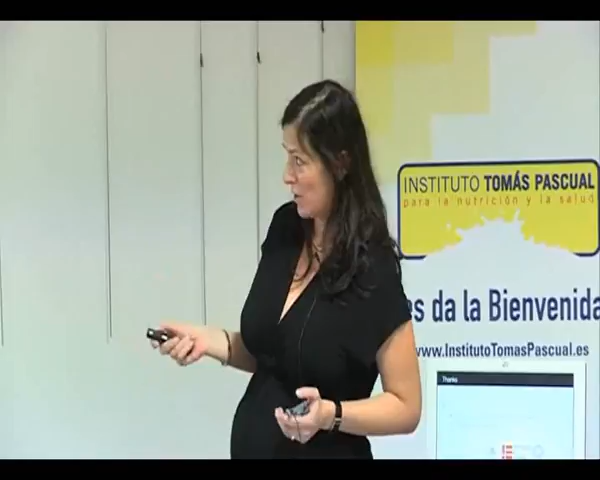 INSTITUTO TOMÁS PASCUAL
para la nutrición y la salud
es da la Bienvenida
www.InstitutoTomasPascual.es
Thanks